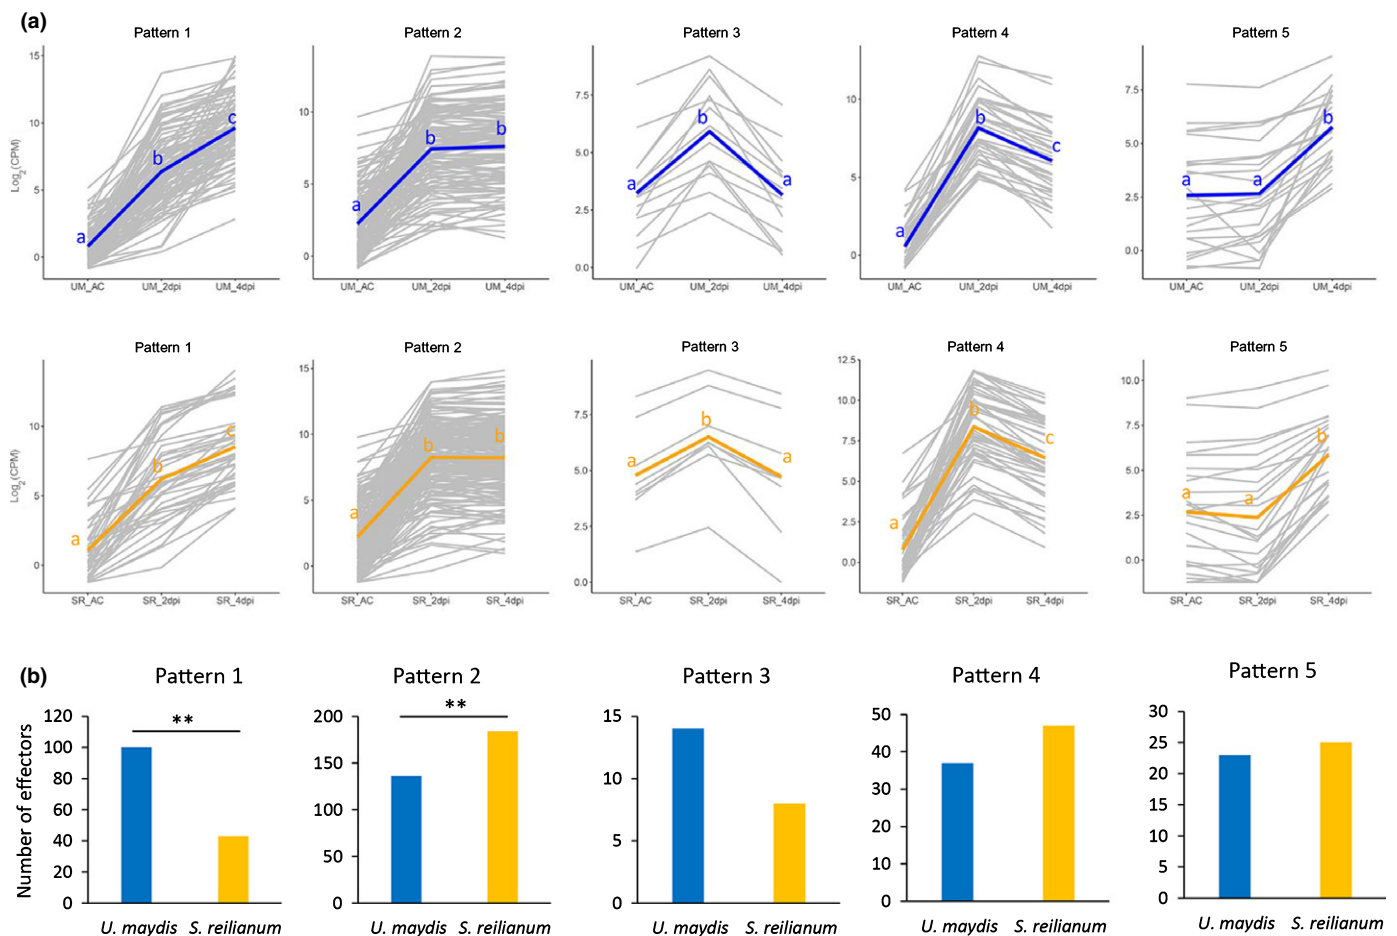 (a)
Pattern 1 Pattern 2 Pattern 3 Pattern 4 Pattern 5
Log2(CPM)
15
10
5
0
a b c
UM_AC UM_2dpi UM_4dpi
10
5
0
a b b
UM_AC UM_2dpi UM_4dpi
7.5
5.0
2.5
0.0
a b a
UM_AC UM_2dpi UM_4dpi
10
5
0
a b c
UM_AC UM_2dpi UM_4dpi
7.5
5.0
2.5
0.0
a a b
UM_AC UM_2dpi UM_4dpi
Pattern 1 Pattern 2 Pattern 3 Pattern 4 Pattern 5
Log2(CPM)
10
5
0
a b c
SR_AC SR_2dpi SR_4dpi
15
10
5
0
a b b
SR_AC SR_2dpi SR_4dpi
7.5
5.0
2.5
0.0
a b a
SR_AC SR_2dpi SR_4dpi
12.5
10.0
7.5
5.0
2.5
0.0
a b c
SR_AC SR_2dpi SR_4dpi
10.0
7.5
5.0
2.5
0.0
a a b
SR_AC SR_2dpi SR_4dpi
(b)
Pattern 1 Pattern 2 Pattern 3 Pattern 4 Pattern 5
Number of effectors
120
100
80
60
40
20
0
**
U. maydis S. reilianum
200
150
100
50
0
**
U. maydis S. reilianum
15
10
5
0
U. maydis S. reilianum
50
40
30
20
10
0
U. maydis S. reilianum
30
25
20
15
10
5
0
U. maydis S. reilianum